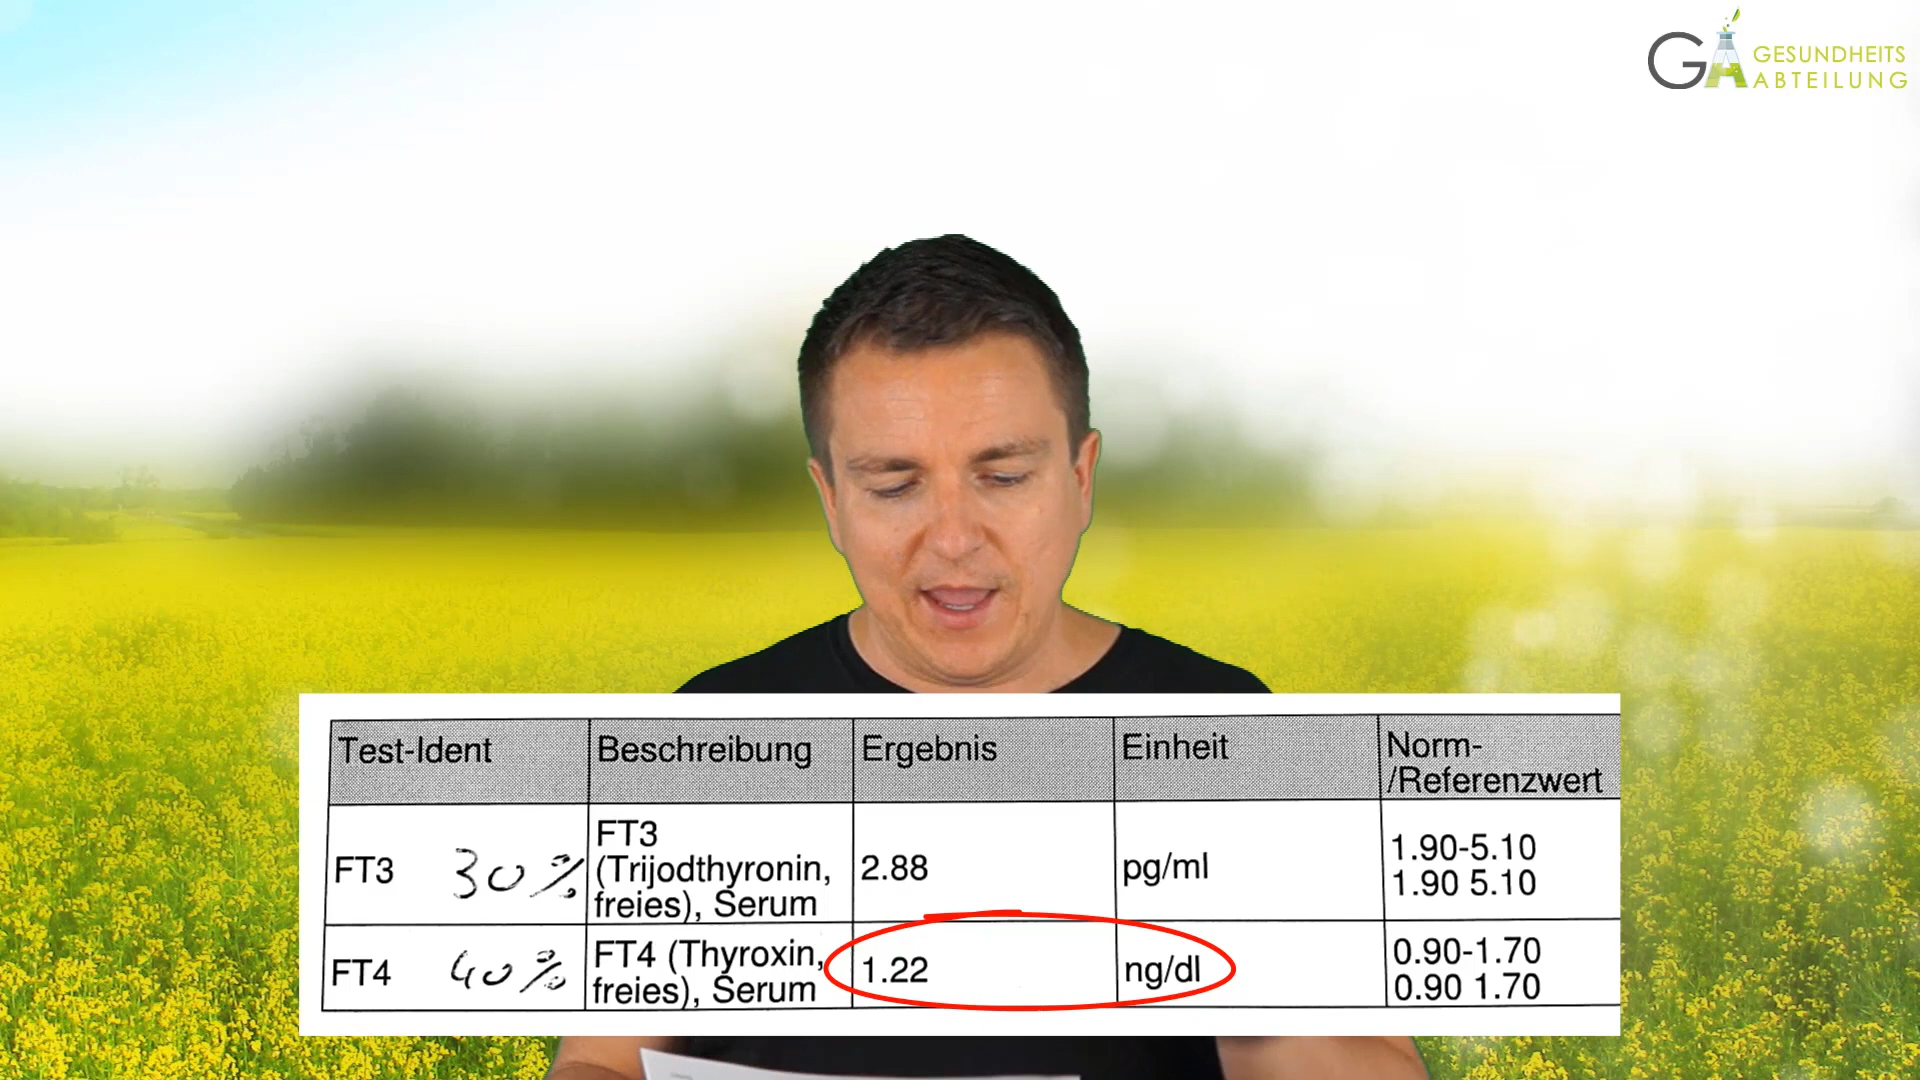 GA GESUNDHEITS
ABTEILUNG
Test-Ident Beschreibung Ergebnis Einheit Norm-
/Referenzwert
FT3 30% FT3
(Trijodthyronin,
freies), Serum 2.88 pg/ml 1.90-5.10
1.90 5.10
FT4 40% FT4 (Thyroxin,
freies), Serum 1.22 ng/dl 0.90-1.70
0.90 1.70